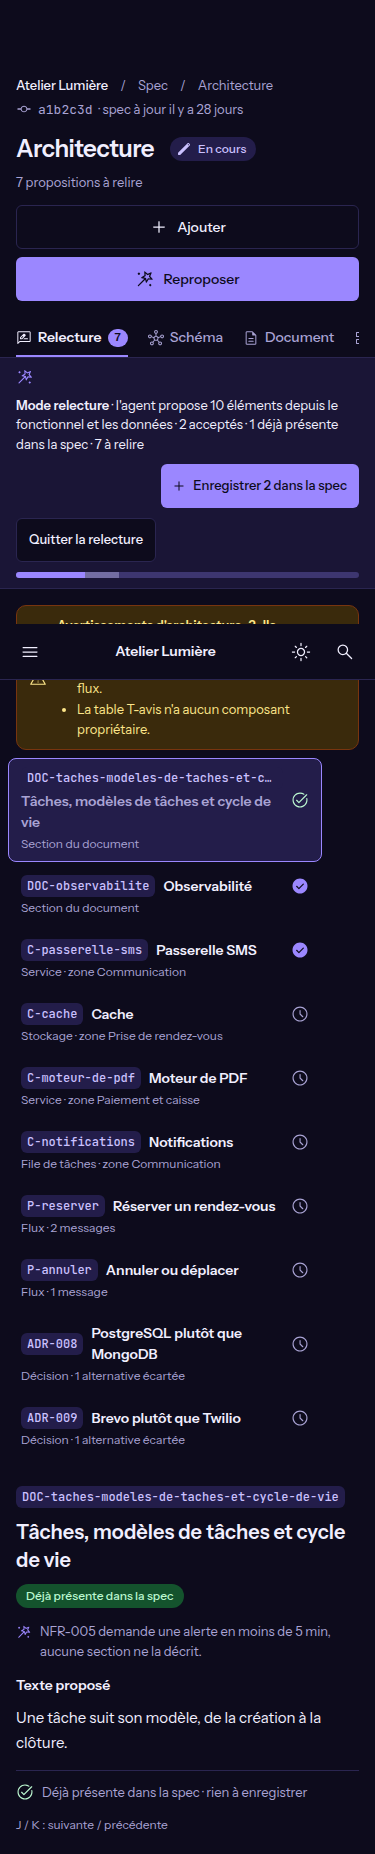 Atelier Lumière / Spec / Architecture
a1b2c3d · spec à jour il y a 28 jours
Architecture En cours
7 propositions à relire
Ajouter
Reproposer
Relecture 7 Schéma Document
Mode relecture · l'agent propose 10 éléments depuis le
fonctionnel et les données · 2 acceptés · 1 déjà présente
dans la spec · 7 à relire
Enregistrer 2 dans la spec
Quitter la relecture
Atelier Lumière
flux.
• La table T-avis n'a aucun composant
propriétaire.
DOC-taches-modeles-de-taches-et-c…
Tâches, modèles de tâches et cycle de
vie
Section du document
DOC-observabilite Observabilité
Section du document
C-passerelle-sms Passerelle SMS
Service · zone Communication
C-cache Cache
Stockage · zone Prise de rendez-vous
C-moteur-de-pdf Moteur de PDF
Service · zone Paiement et caisse
C-notifications Notifications
File de tâches · zone Communication
P-reserver Réserver un rendez-vous
Flux · 2 messages
P-annuler Annuler ou déplacer
Flux · 1 message
ADR-008 PostgreSQL plutôt que
MongoDB
Décision · 1 alternative écartée
ADR-009 Brevo plutôt que Twilio
Décision · 1 alternative écartée
DOC-taches-modeles-de-taches-et-cycle-de-vie
Tâches, modèles de tâches et cycle
de vie
Déjà présente dans la spec
NFR-005 demande une alerte en moins de 5 min,
aucune section ne la décrit.
Texte proposé
Une tâche suit son modèle, de la création à la
clôture.
Déjà présente dans la spec · rien à enregistrer
J / K : suivante / précédente